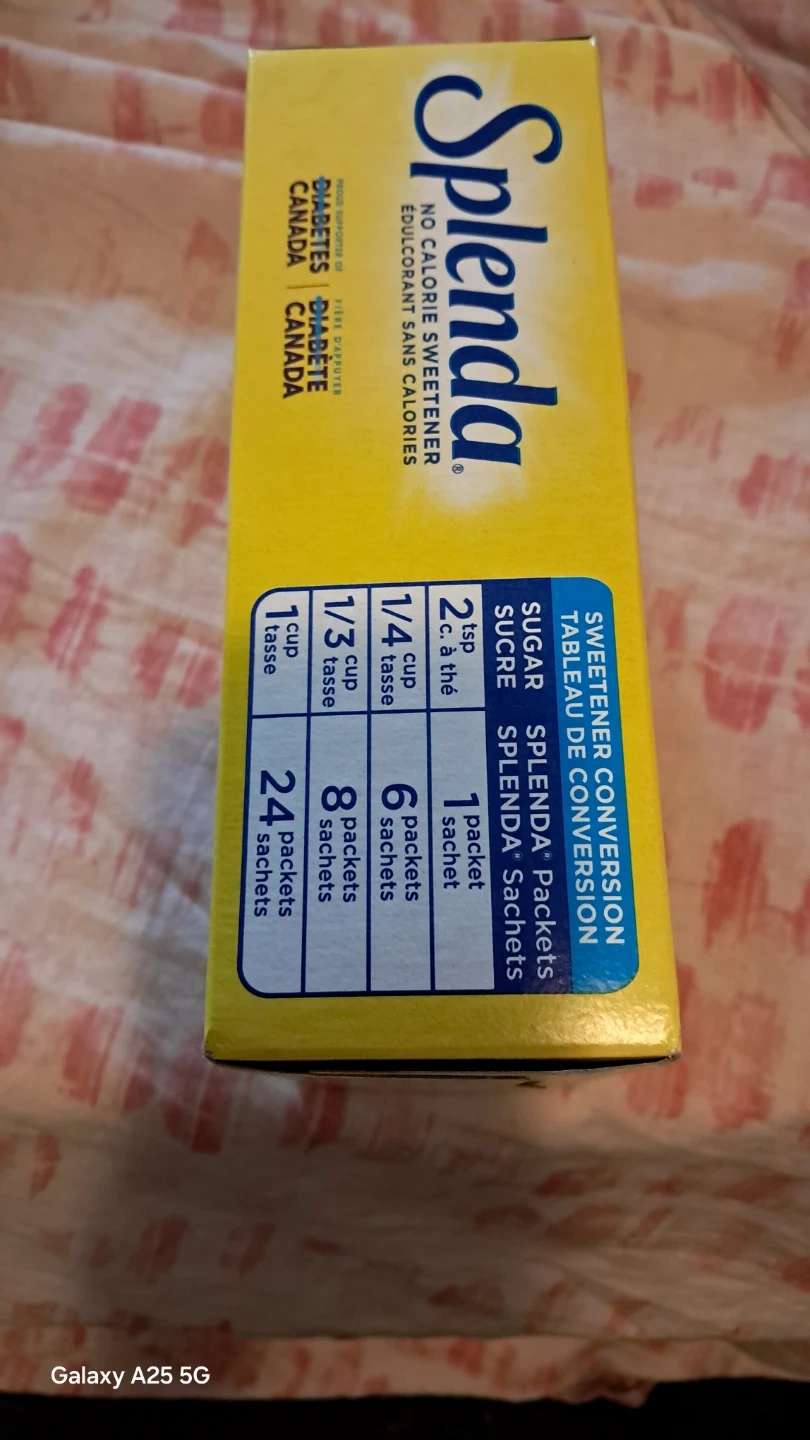 Splenda®
NO CALORIE SWEETENER
ÉDULCORANT SANS CALORIES
PROUD SUPPORTER OF
DIABETES
CANADA
FIÈRE D'APPUYER
DIABÈTE
CANADA
SWEETENER CONVERSION
TABLEAU DE CONVERSION
SUGAR SPLENDA® Packets
SUCRE SPLENDA® Sachets
2 tsp 1 packet
c. à thé sachet
1/4 cup 6 packets
tasse sachets
1/3 cup 8 packets
tasse sachets
1 cup 24 packets
tasse sachets
Galaxy A25 5G